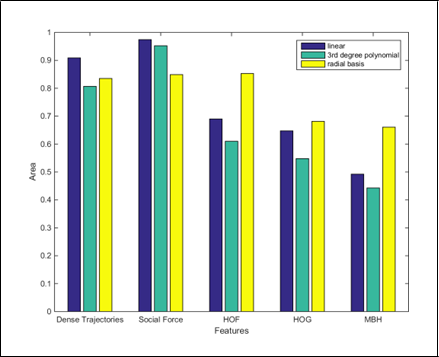 linear
3rd degree polynomial
radial basis
1
0.9
0.8
0.7
0.6
0.5
0.4
0.3
0.2
0.1
0
Area
Dense Trajectories Social Force HOF HOG MBH
Features